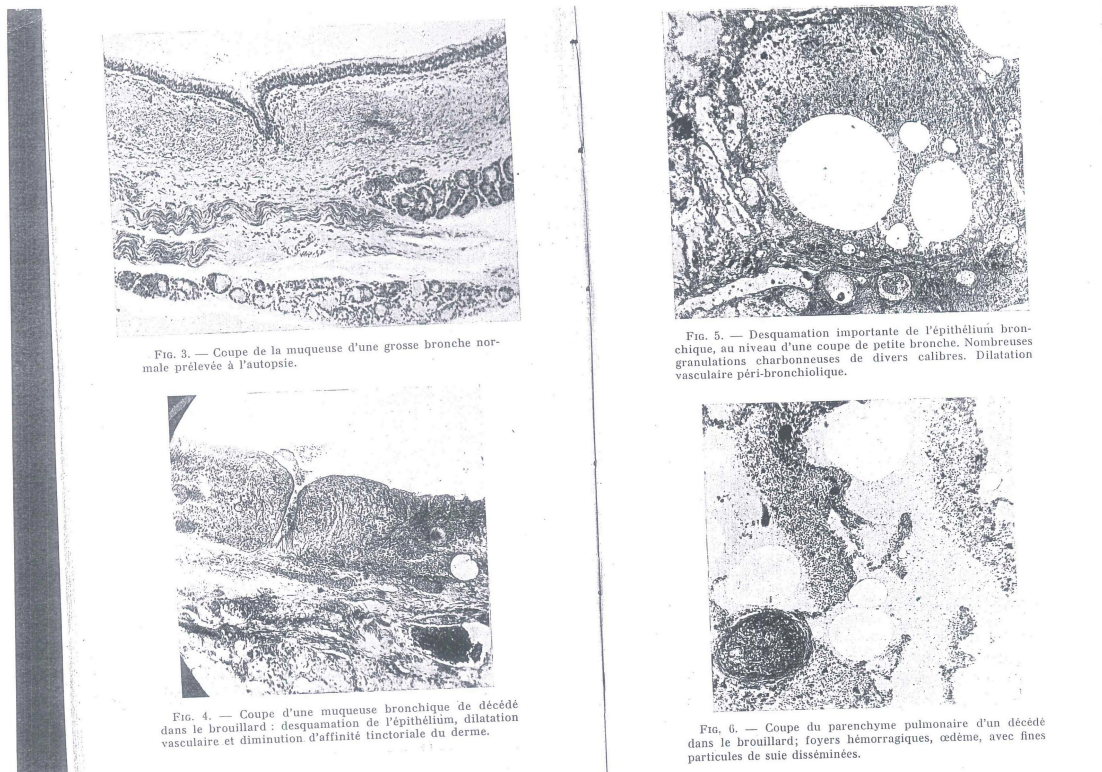 FIG. 3. — Coupe de la muqueuse d'une grosse bronche nor-
male prélevée à l'autopsie.
FIG. 4. — Coupe d'une muqueuse bronchique de décédé
dans le brouillard : desquamation de l'épithélium, dilatation
vasculaire et diminution d'affinité tinctoriale du derme.
FIG. 5. — Desquamation importante de l'épithélium bron-
chique, au niveau d'une coupe de petite bronche. Nombreuses
granulations charbonneuses de divers calibres. Dilatation
vasculaire péri-bronchiolique.
FIG. 6. — Coupe du parenchyme pulmonaire d'un décédé
dans le brouillard; foyers hémorragiques, œdème, avec fines
particules de suie disséminées.